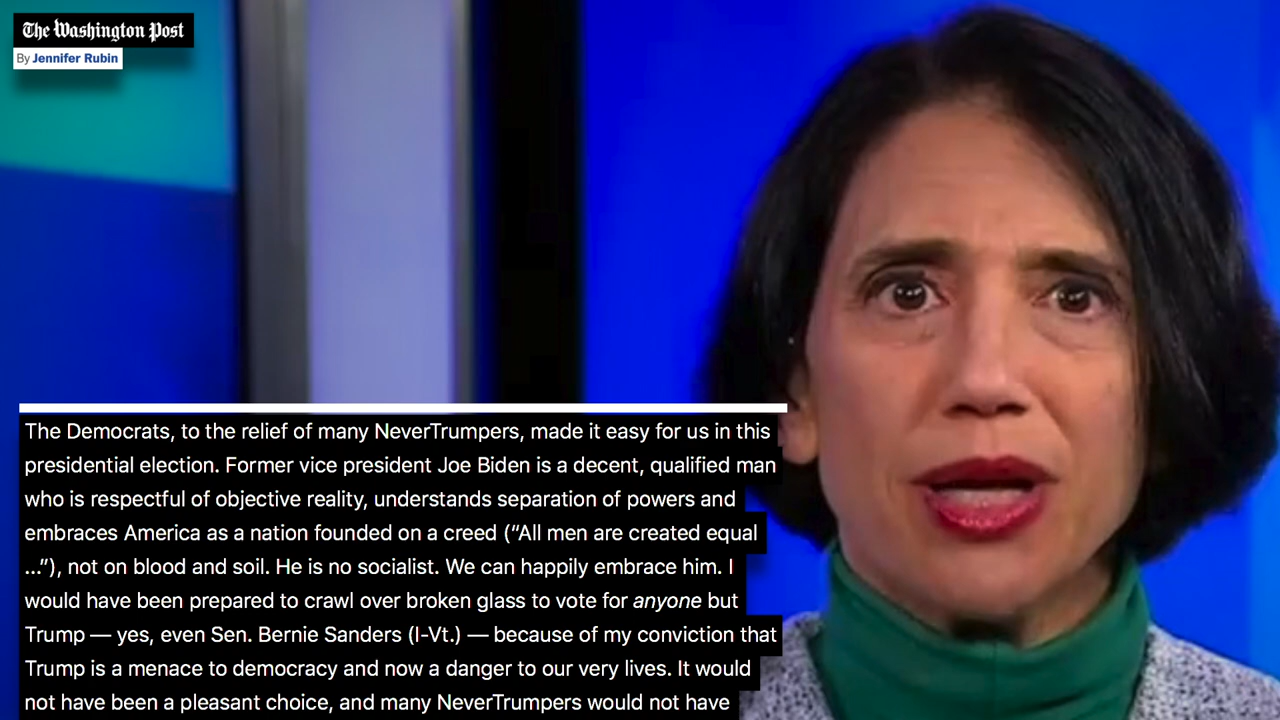 The Washington Post
By Jennifer Rubin
The Democrats, to the relief of many NeverTrumpers, made it easy for us in this
presidential election. Former vice president Joe Biden is a decent, qualified man
who is respectful of objective reality, understands separation of powers and
embraces America as a nation founded on a creed (“All men are created equal
...”), not on blood and soil. He is no socialist. We can happily embrace him. I
would have been prepared to crawl over broken glass to vote for anyone but
Trump — yes, even Sen. Bernie Sanders (I-Vt.) — because of my conviction that
Trump is a menace to democracy and now a danger to our very lives. It would
not have been a pleasant choice, and many NeverTrumpers would not have